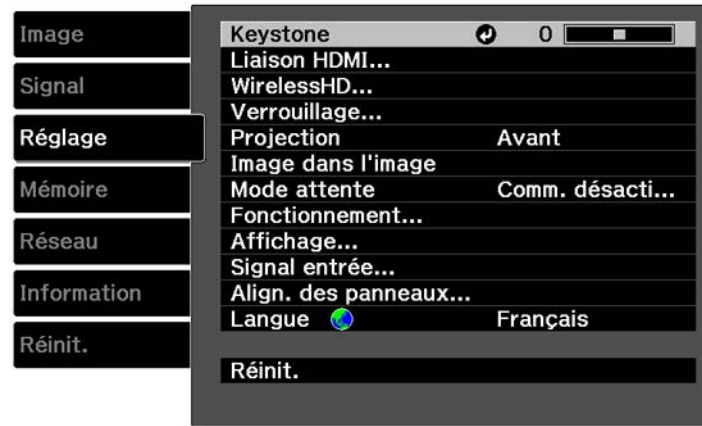 Image
Signal
Réglage
Mémoire
Réseau
Information
Réinit.
Keystone 0
Liaison HDMI...
WirelessHD...
Verrouillage...
Projection Avant
Image dans l'image
Mode attente Comm. désacti...
Fonctionnement...
Affichage...
Signal entrée...
Align. des panneaux...
Langue Français
Réinit.